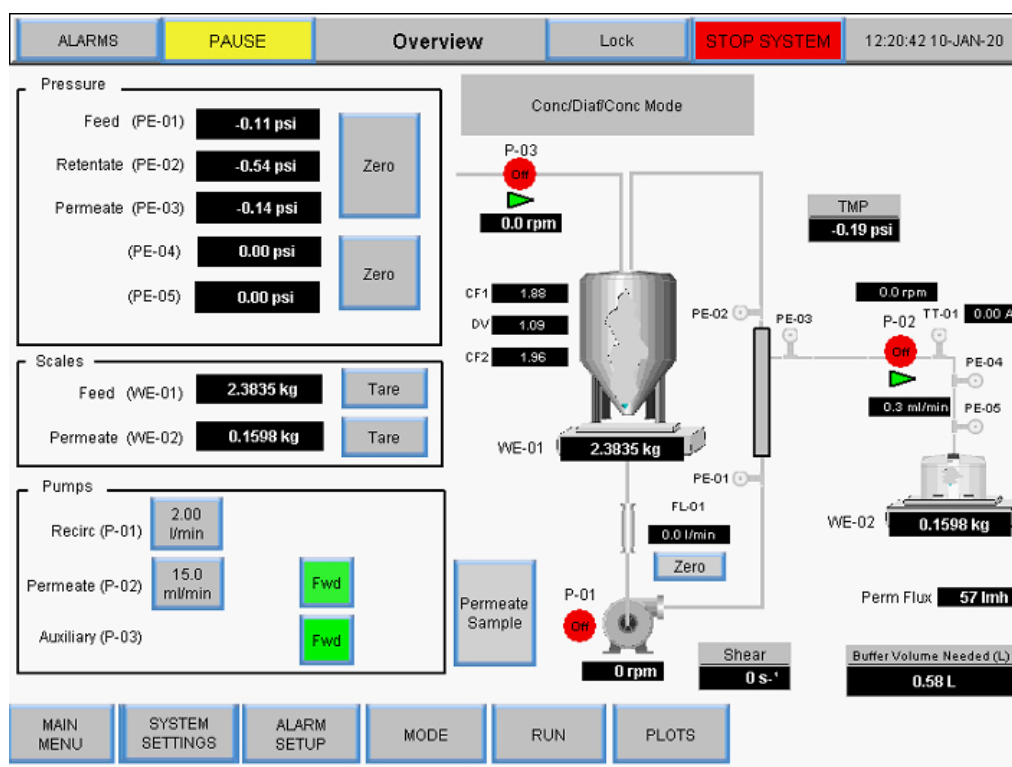 ALARMS PAUSE Overview Lock STOP SYSTEM 12:20:42 10-JAN-20
Pressure
Feed (PE-01) -0.11 psi
Retentate (PE-02) -0.54 psi
Zero
Permeate (PE-03) -0.14 psi
(PE-04) 0.00 psi
Zero
(PE-05) 0.00 psi
Scales
Feed (WE-01) 2.3835 kg Tare
Permeate (WE-02) 0.1598 kg Tare
Pumps
Recirc (P-01) 2.00
l/min
Permeate (P-02) 15.0
ml/min
Fwd
Auxiliary (P-03) Fwd
Conc/Diaf/Conc Mode
P-03
Off
0.0 rpm
TMP
-0.19 psi
CF1 1.88
DV 1.09
CF2 1.96
PE-02
PE-03
0.0 rpm
P-02
Off
TT-01 0.00 A
PE-04
0.3 ml/min
PE-05
WE-01 2.3835 kg
PE-01
FL-01
0.0 l/min
Zero
WE-02 0.1598 kg
Permeate
Sample
P-01
Off
0 rpm
Perm Flux 57 lmh
Shear
0 s-¹
Buffer Volume Needed (L)
0.58 L
MAIN
MENU
SYSTEM
SETTINGS
ALARM
SETUP
MODE
RUN
PLOTS